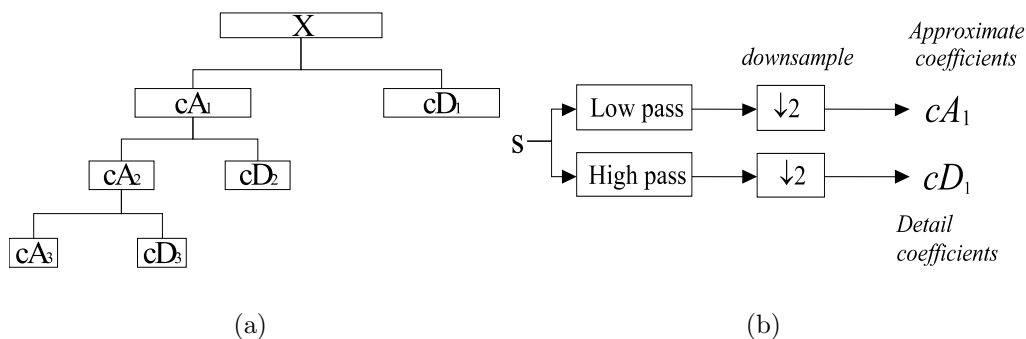 X
cA₁ cD₁
cA₂ cD₂
cA₃ cD₃
(a)
Approximate
coefficients
downsample
Low pass ↓2 cA₁
s
High pass ↓2 cD₁
Detail
coefficients
(b)